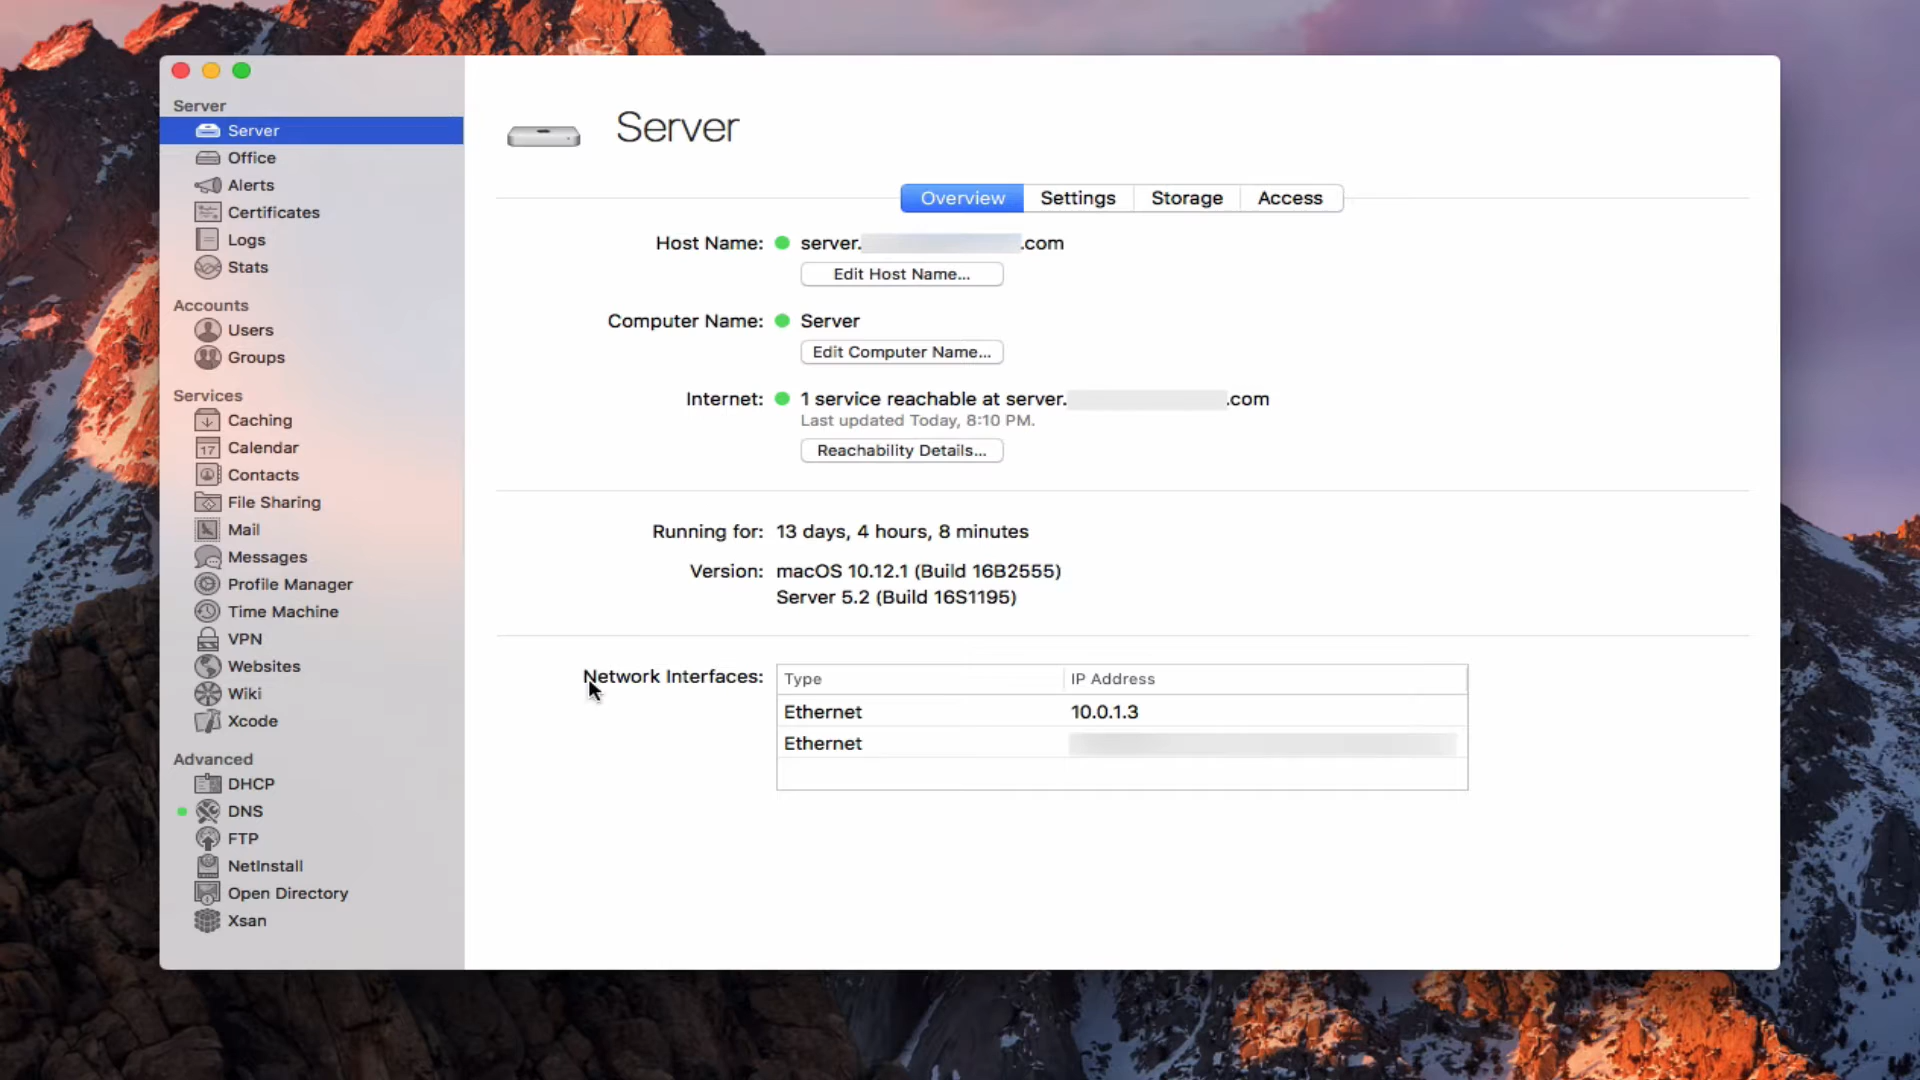 Server
Server
Office
Alerts
Certificates
Logs
Stats
Accounts
Users
Groups
Services
Caching
17 Calendar
Contacts
File Sharing
Mail
Messages
Profile Manager
Time Machine
VPN
Websites
Wiki
Xcode
Advanced
DHCP
DNS
FTP
NetInstall
Open Directory
Xsan
Server
Overview Settings Storage Access
Host Name: server. .com
Edit Host Name...
Computer Name: Server
Edit Computer Name...
Internet: 1 service reachable at server. .com
Last updated Today, 8:10 PM.
Reachability Details...
Running for: 13 days, 4 hours, 8 minutes
Version: macOS 10.12.1 (Build 16B2555)
Server 5.2 (Build 16S1195)
Network Interfaces: Type IP Address
Ethernet 10.0.1.3
Ethernet